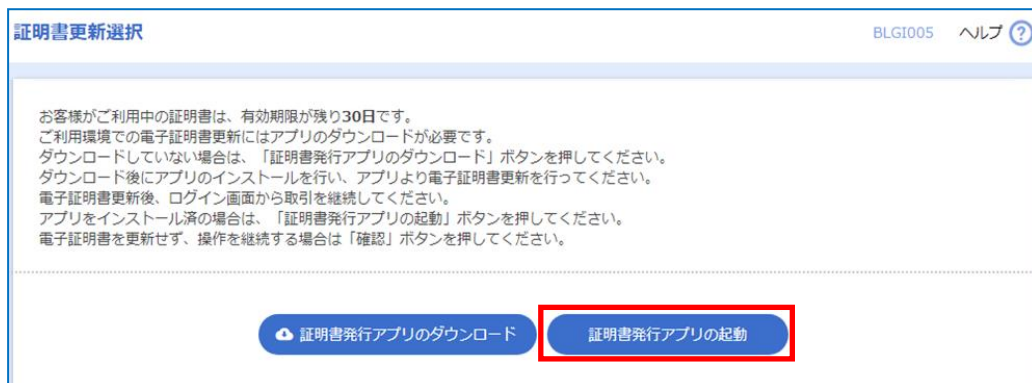 証明書更新選択
BLGI005 ヘルプ ?
お客様がご利用中の証明書は、有効期限が残り30日です。
ご利用環境での電子証明書更新にはアプリのダウンロードが必要です。
ダウンロードしていない場合は、「証明書発行アプリのダウンロード」ボタンを押してください。
ダウンロード後にアプリのインストールを行い、アプリより電子証明書更新を行ってください。
電子証明書更新後、ログイン画面から取引を継続してください。
アプリをインストール済の場合は、「証明書発行アプリの起動」ボタンを押してください。
電子証明書を更新せず、操作を継続する場合は「確認」ボタンを押してください。
証明書発行アプリのダウンロード
証明書発行アプリの起動